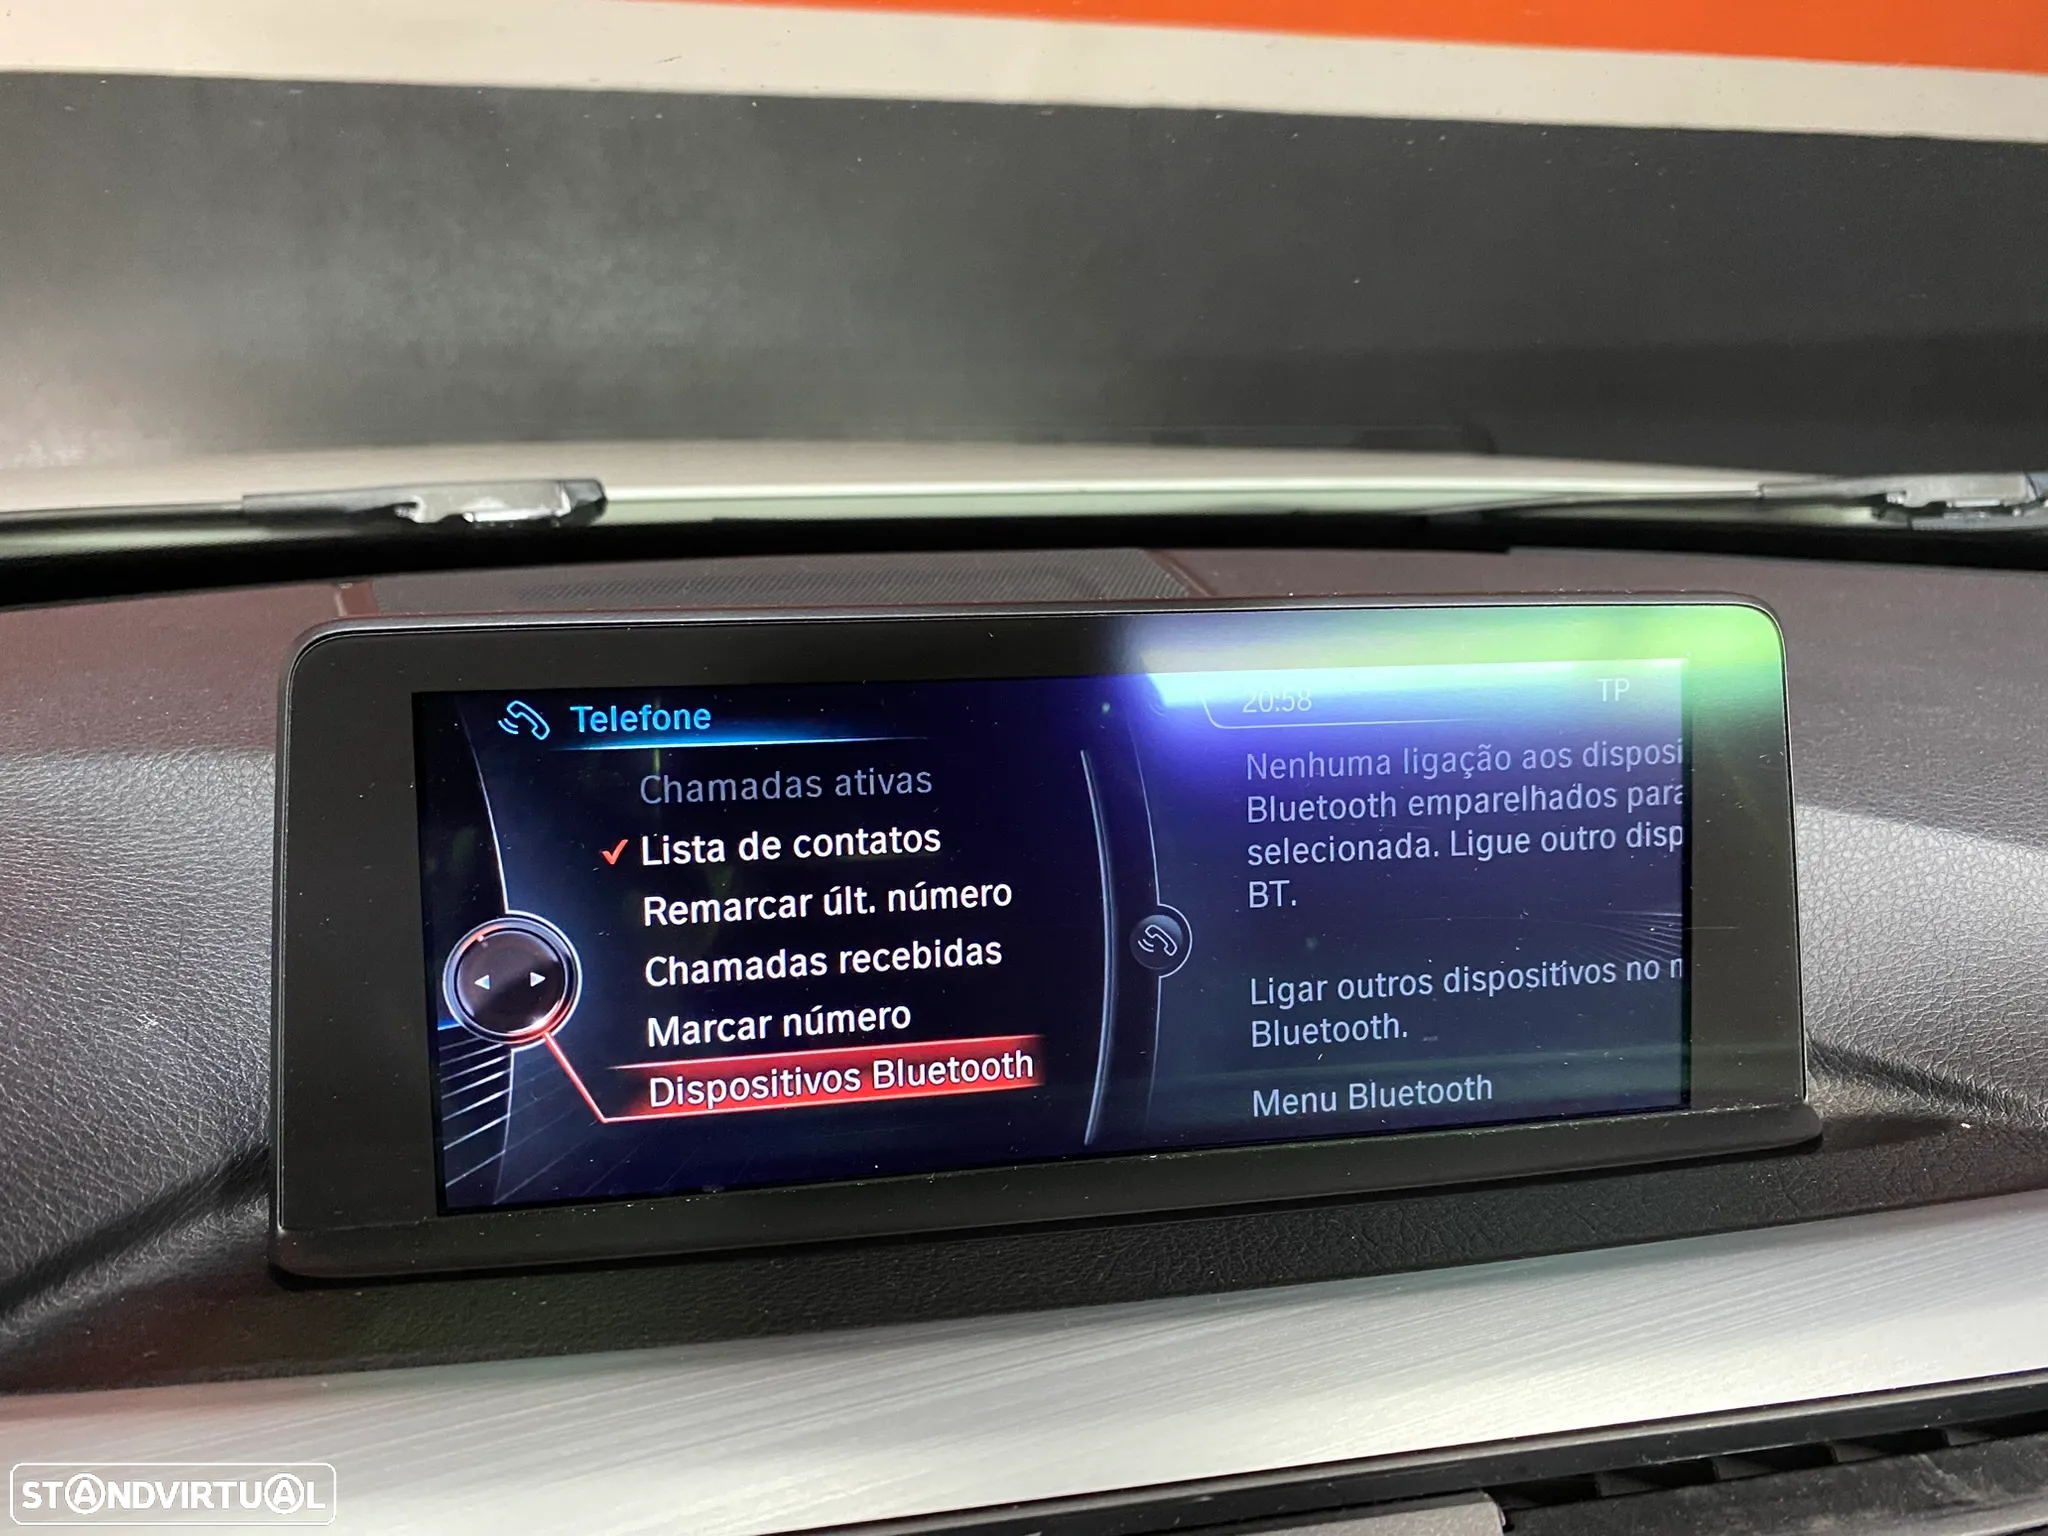 Telefone
Chamadas ativas
Lista de contatos
Remarcar últ. número
Chamadas recebidas
Marcar número
Dispositivos Bluetooth
20:58
TP
Nenhuma ligação aos disposi
Bluetooth emparelhados para
selecionada. Ligue outro disp
BT.
Ligar outros dispositivos no
Bluetooth.
Menu Bluetooth
STANDVIRTUAL